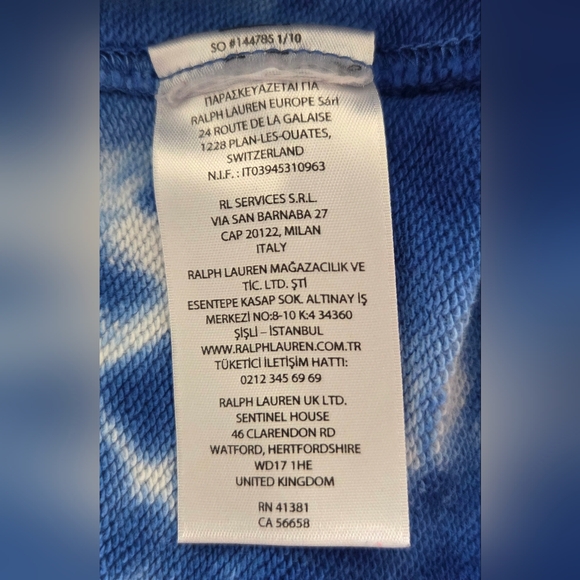 SO #144785 1/10
ΠΑΡΑΣΚΕΥΑΖΕΤΑΙ ΓΙΑ
RALPH LAUREN EUROPE Sárl
24 ROUTE DE LA GALAISE
1228 PLAN-LES-OUATES,
SWITZERLAND
N.I.F. : IT03945310963
RL SERVICES S.R.L.
VIA SAN BARNABA 27
CAP 20122, MILAN
ITALY
RALPH LAUREN MAĞAZACILIK VE
TİC. LTD. ŞTİ
ESENTEPE KASAP SOK. ALTINAY İŞ
MERKEZİ NO:8-10 K:4 34360
ŞİŞLİ – İSTANBUL
WWW.RALPHLAUREN.COM.TR
TÜKETİCİ İLETİŞİM HATTI:
0212 345 69 69
RALPH LAUREN UK LTD.
SENTINEL HOUSE
46 CLARENDON RD
WATFORD, HERTFORDSHIRE
WD17 1HE
UNITED KINGDOM
RN 41381
CA 56658